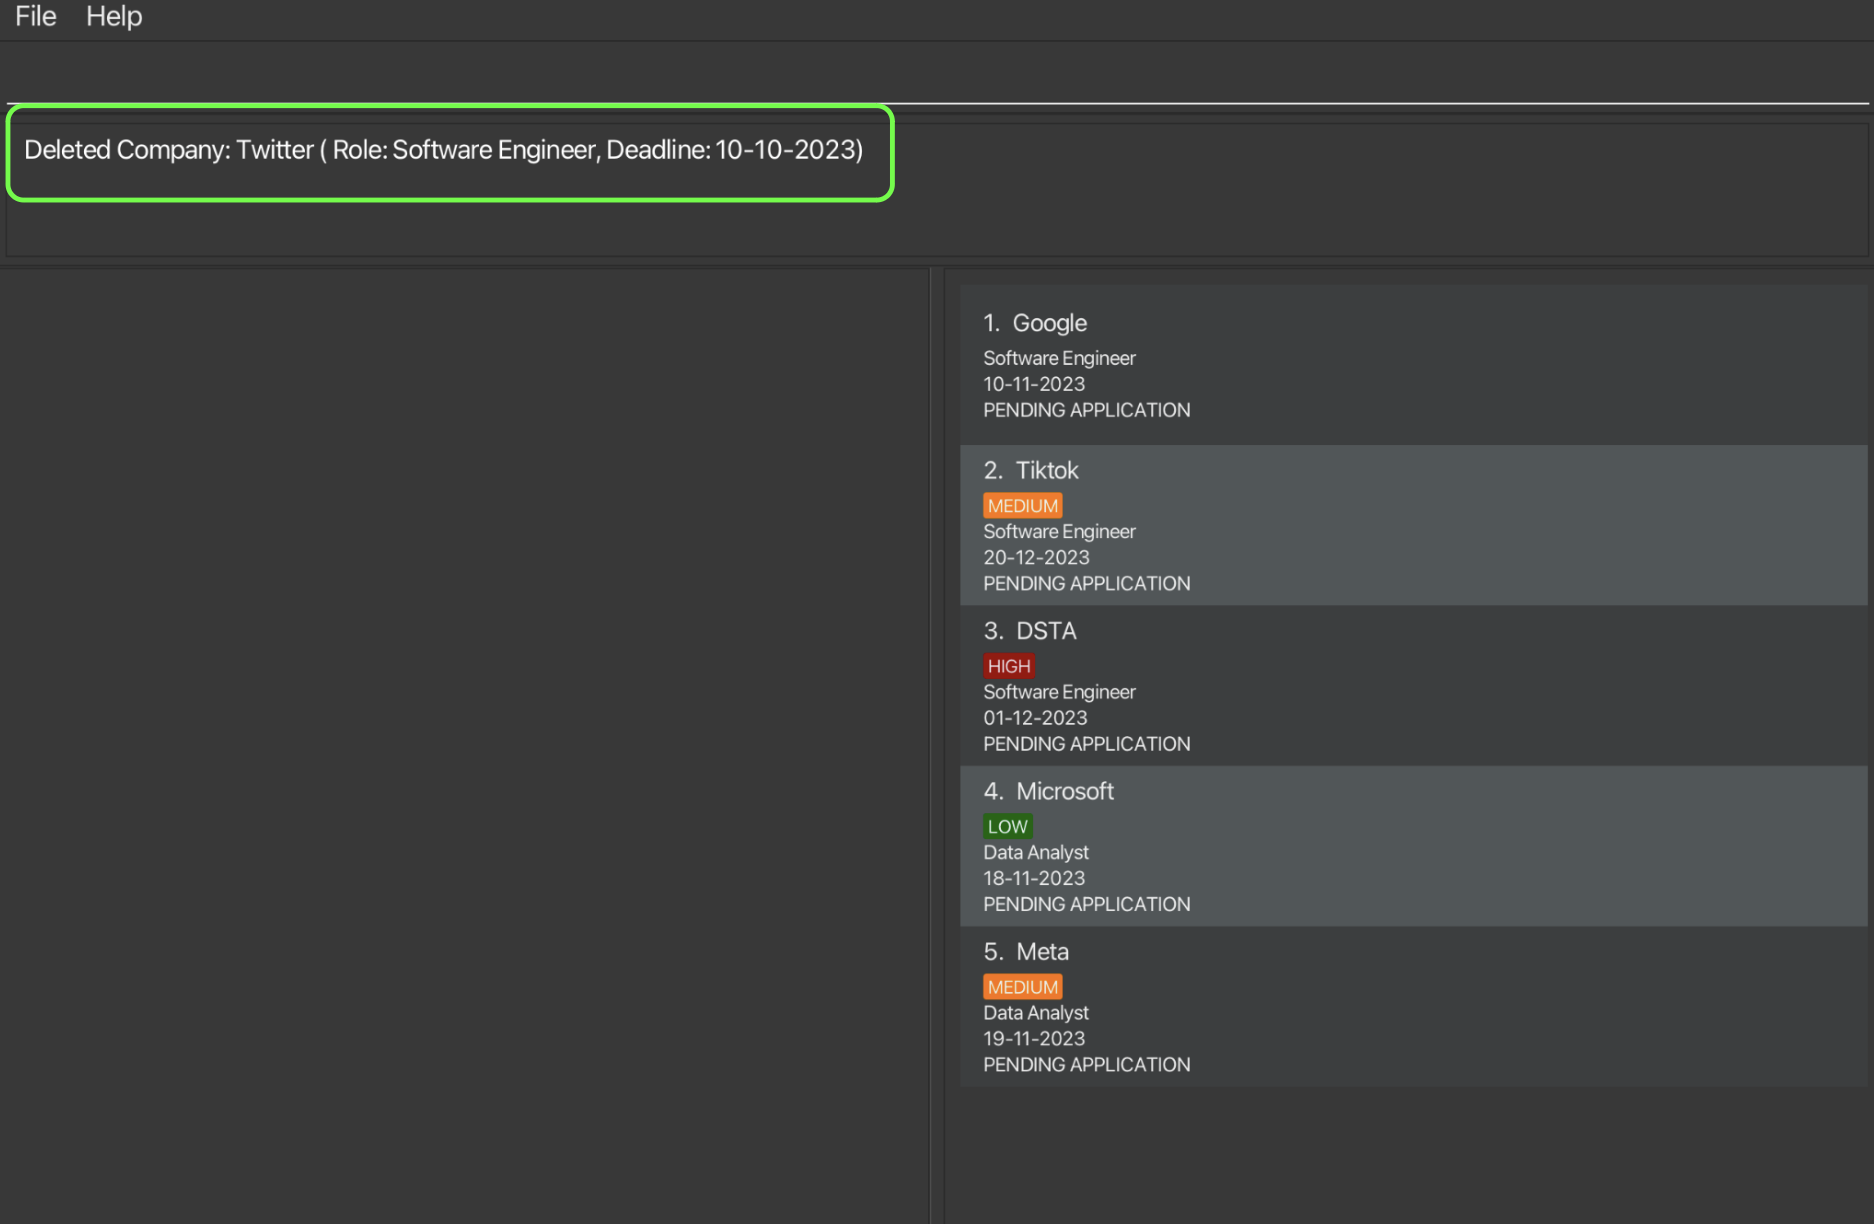 File Help
Deleted Company: Twitter ( Role: Software Engineer, Deadline: 10-10-2023)
1. Google
Software Engineer
10-11-2023
PENDING APPLICATION
2. Tiktok
MEDIUM
Software Engineer
20-12-2023
PENDING APPLICATION
3. DSTA
HIGH
Software Engineer
01-12-2023
PENDING APPLICATION
4. Microsoft
LOW
Data Analyst
18-11-2023
PENDING APPLICATION
5. Meta
MEDIUM
Data Analyst
19-11-2023
PENDING APPLICATION